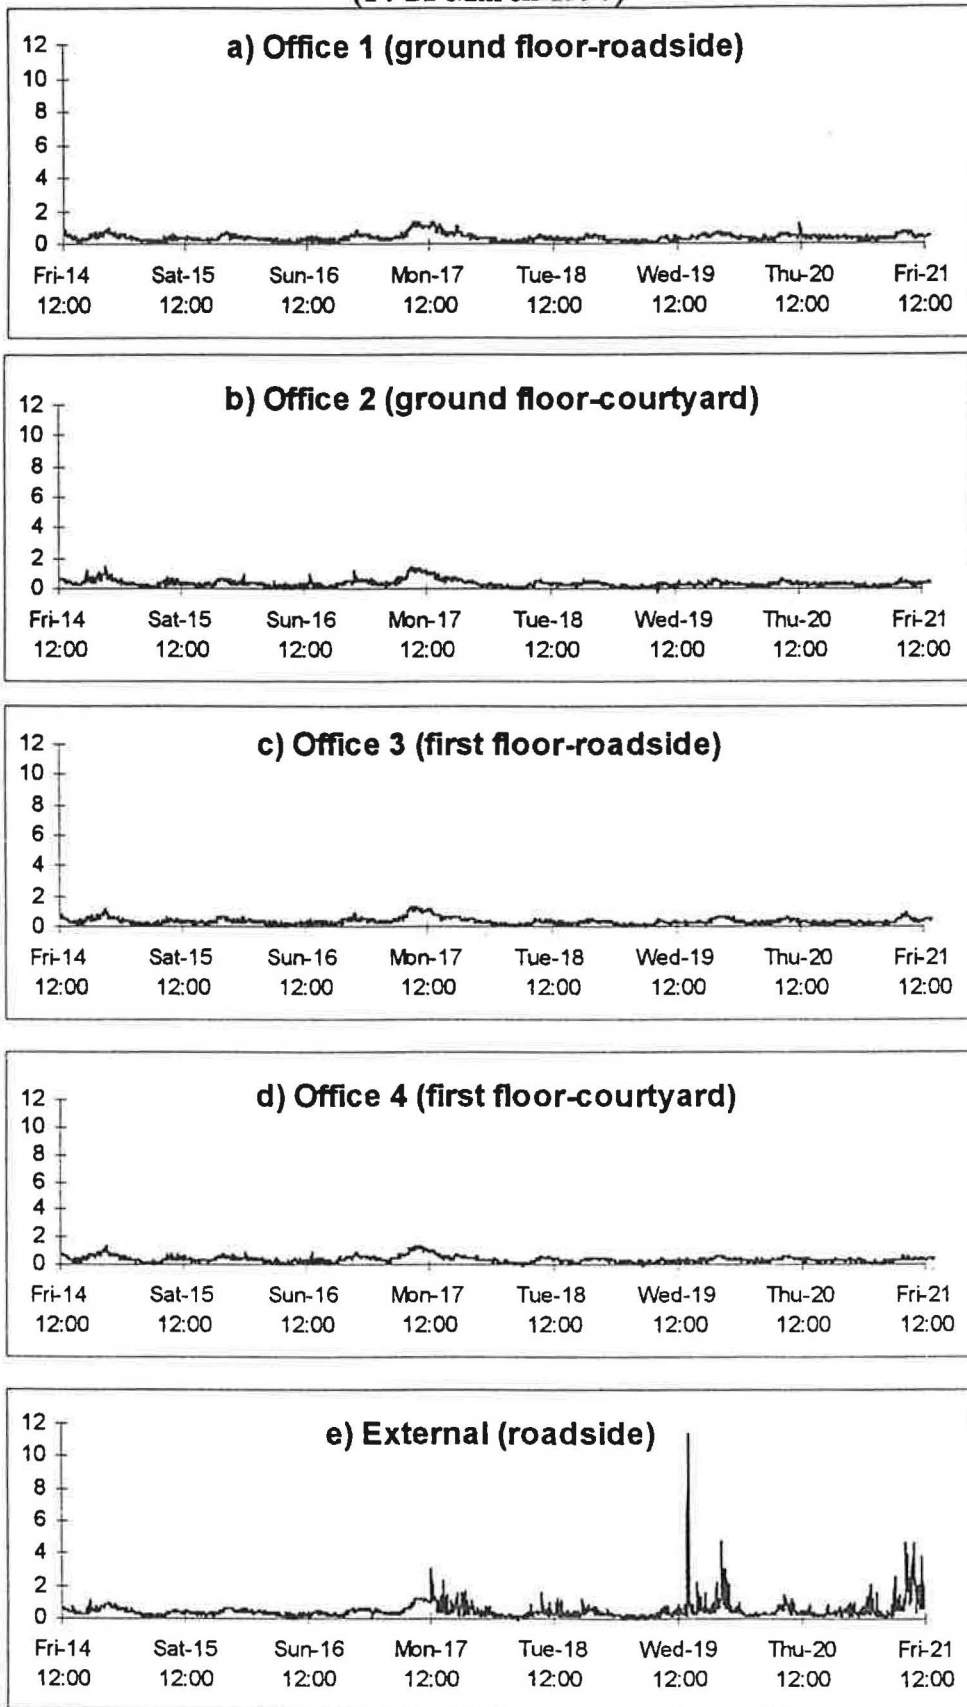 a) Office 1 (ground floor-roadside)
12
10
8
6
4
2
0
Fri-14 Sat-15 Sun-16 Mon-17 Tue-18 Wed-19 Thu-20 Fri-21
12:00 12:00 12:00 12:00 12:00 12:00 12:00 12:00
b) Office 2 (ground floor-courtyard)
12
10
8
6
4
2
0
Fri-14 Sat-15 Sun-16 Mon-17 Tue-18 Wed-19 Thu-20 Fri-21
12:00 12:00 12:00 12:00 12:00 12:00 12:00 12:00
c) Office 3 (first floor-roadside)
12
10
8
6
4
2
0
Fri-14 Sat-15 Sun-16 Mon-17 Tue-18 Wed-19 Thu-20 Fri-21
12:00 12:00 12:00 12:00 12:00 12:00 12:00 12:00
d) Office 4 (first floor-courtyard)
12
10
8
6
4
2
0
Fri-14 Sat-15 Sun-16 Mon-17 Tue-18 Wed-19 Thu-20 Fri-21
12:00 12:00 12:00 12:00 12:00 12:00 12:00 12:00
e) External (roadside)
12
10
8
6
4
2
0
Fri-14 Sat-15 Sun-16 Mon-17 Tue-18 Wed-19 Thu-20 Fri-21
12:00 12:00 12:00 12:00 12:00 12:00 12:00 12:00